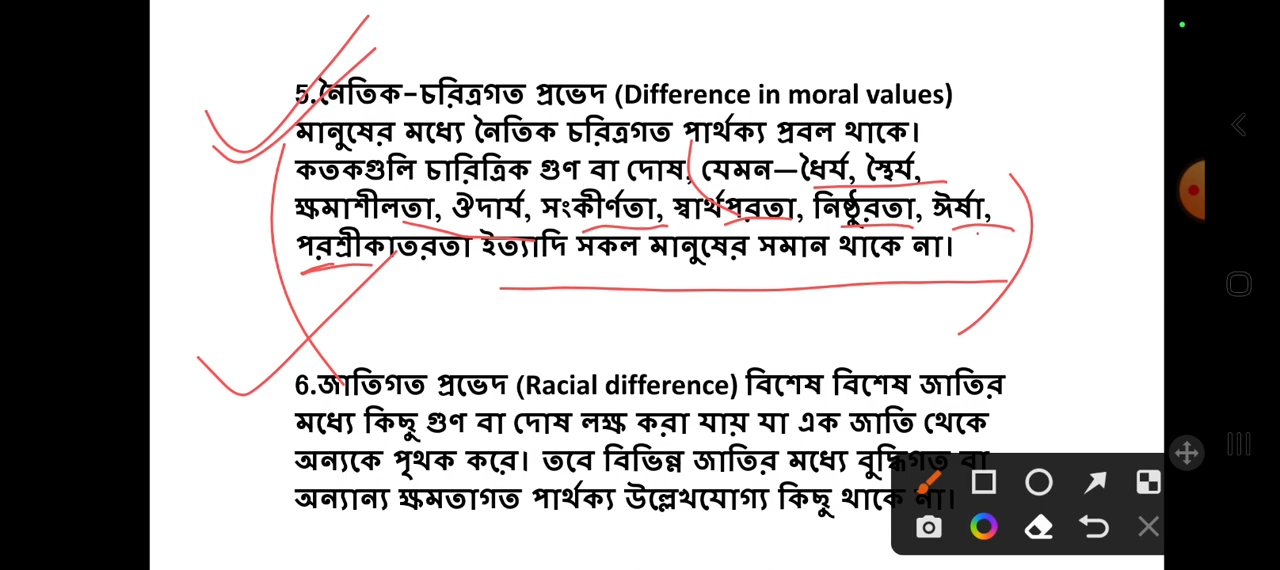 5.নৈতিক-চরিত্রগত প্রভেদ (Difference in moral values)
মানুষের মধ্যে নৈতিক চরিত্রগত পার্থক্য প্রবল থাকে।
কতকগুলি চারিত্রিক গুণ বা দোষ, যেমন—ধৈর্য, স্থৈর্য,
ক্ষমাশীলতা, ঔদার্য, সংকীর্ণতা, স্বার্থপরতা, নিষ্ঠুরতা, ঈর্ষা,
পরশ্রীকাতরতা ইত্যাদি সকল মানুষের সমান থাকে না।
6.জাতিগত প্রভেদ (Racial difference) বিশেষ বিশেষ জাতির
মধ্যে কিছু গুণ বা দোষ লক্ষ করা যায় যা এক জাতি থেকে
অন্যকে পৃথক করে। তবে বিভিন্ন জাতির মধ্যে বুদ্ধিগত বা
অন্যান্য ক্ষমতাগত পার্থক্য উল্লেখযোগ্য কিছু থাকে না।